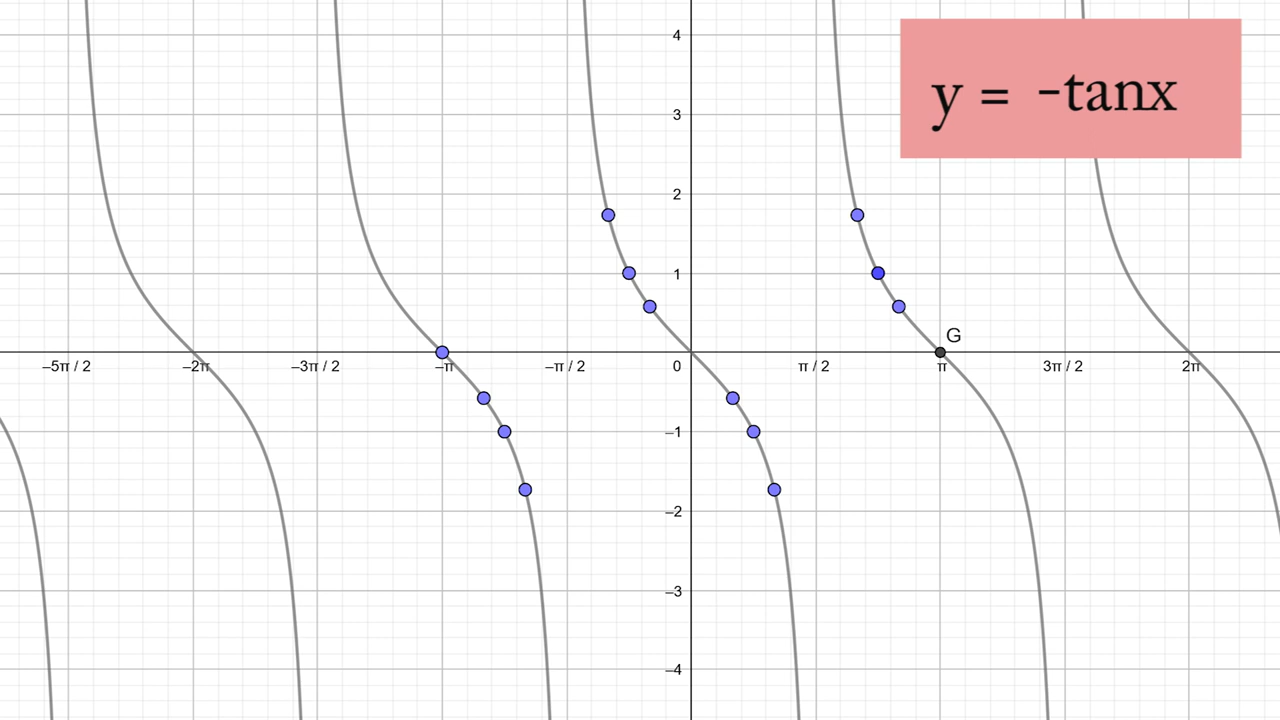 4
y = -tanx
3
2
1
G
–5π / 2 –2π –3π / 2 –π –π / 2 0 π / 2 π 3π / 2 2π
–1
–2
–3
–4